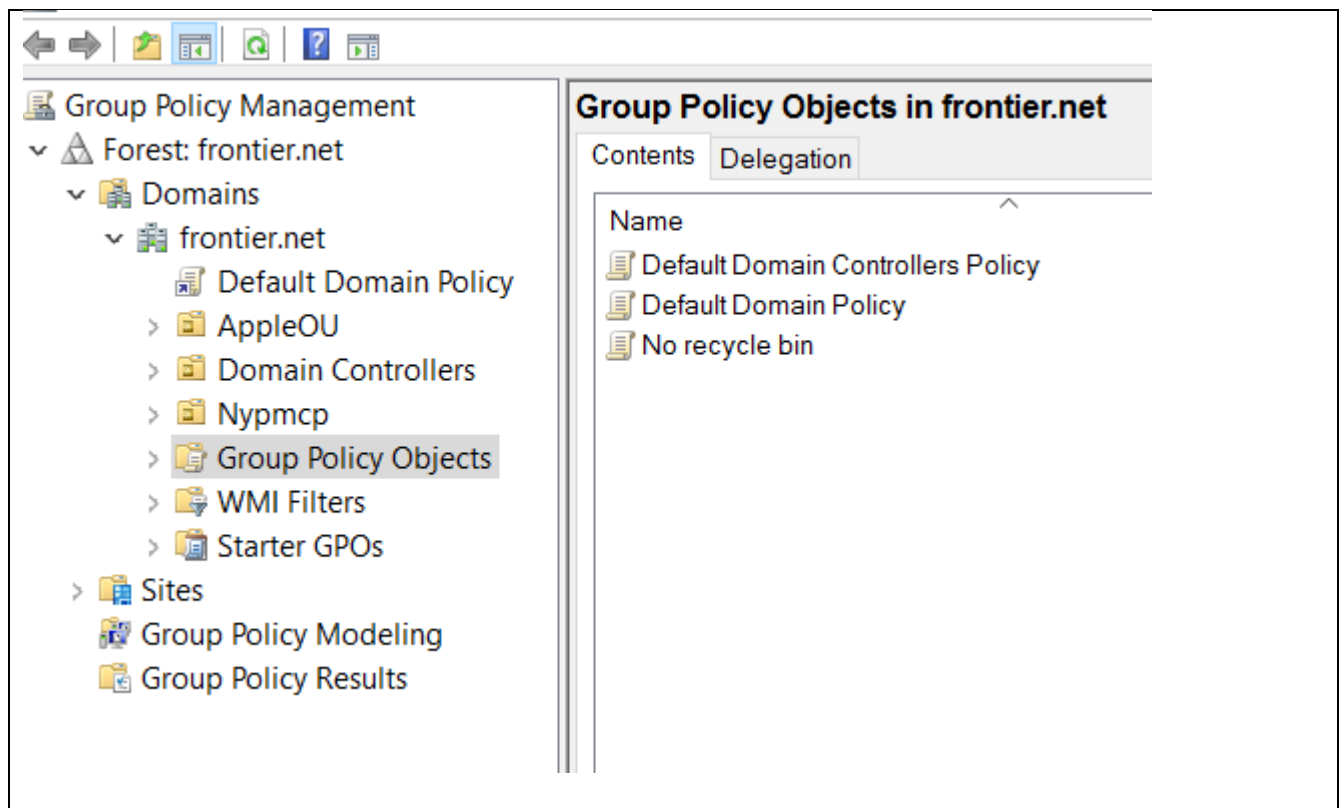 Group Policy Management
Forest: frontier.net
Domains
frontier.net
Default Domain Policy
AppleOU
Domain Controllers
Nypmcp
Group Policy Objects
WMI Filters
Starter GPOs
Sites
Group Policy Modeling
Group Policy Results
Group Policy Objects in frontier.net
Contents Delegation
Name
Default Domain Controllers Policy
Default Domain Policy
No recycle bin